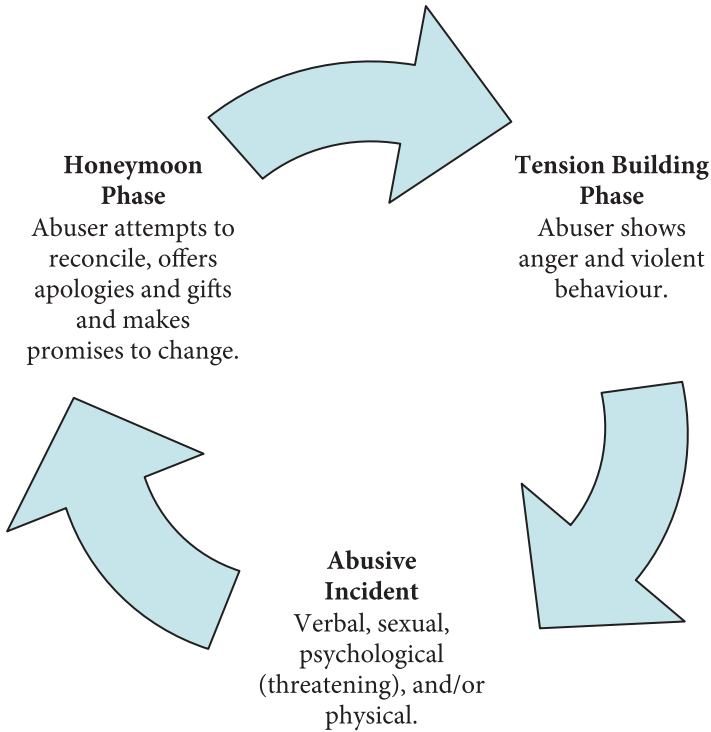 Honeymoon
Phase
Abuser attempts to
reconcile, offers
apologies and gifts
and makes
promises to change.
Tension Building
Phase
Abuser shows
anger and violent
behaviour.
Abusive
Incident
Verbal, sexual,
psychological
(threatening), and/or
physical.